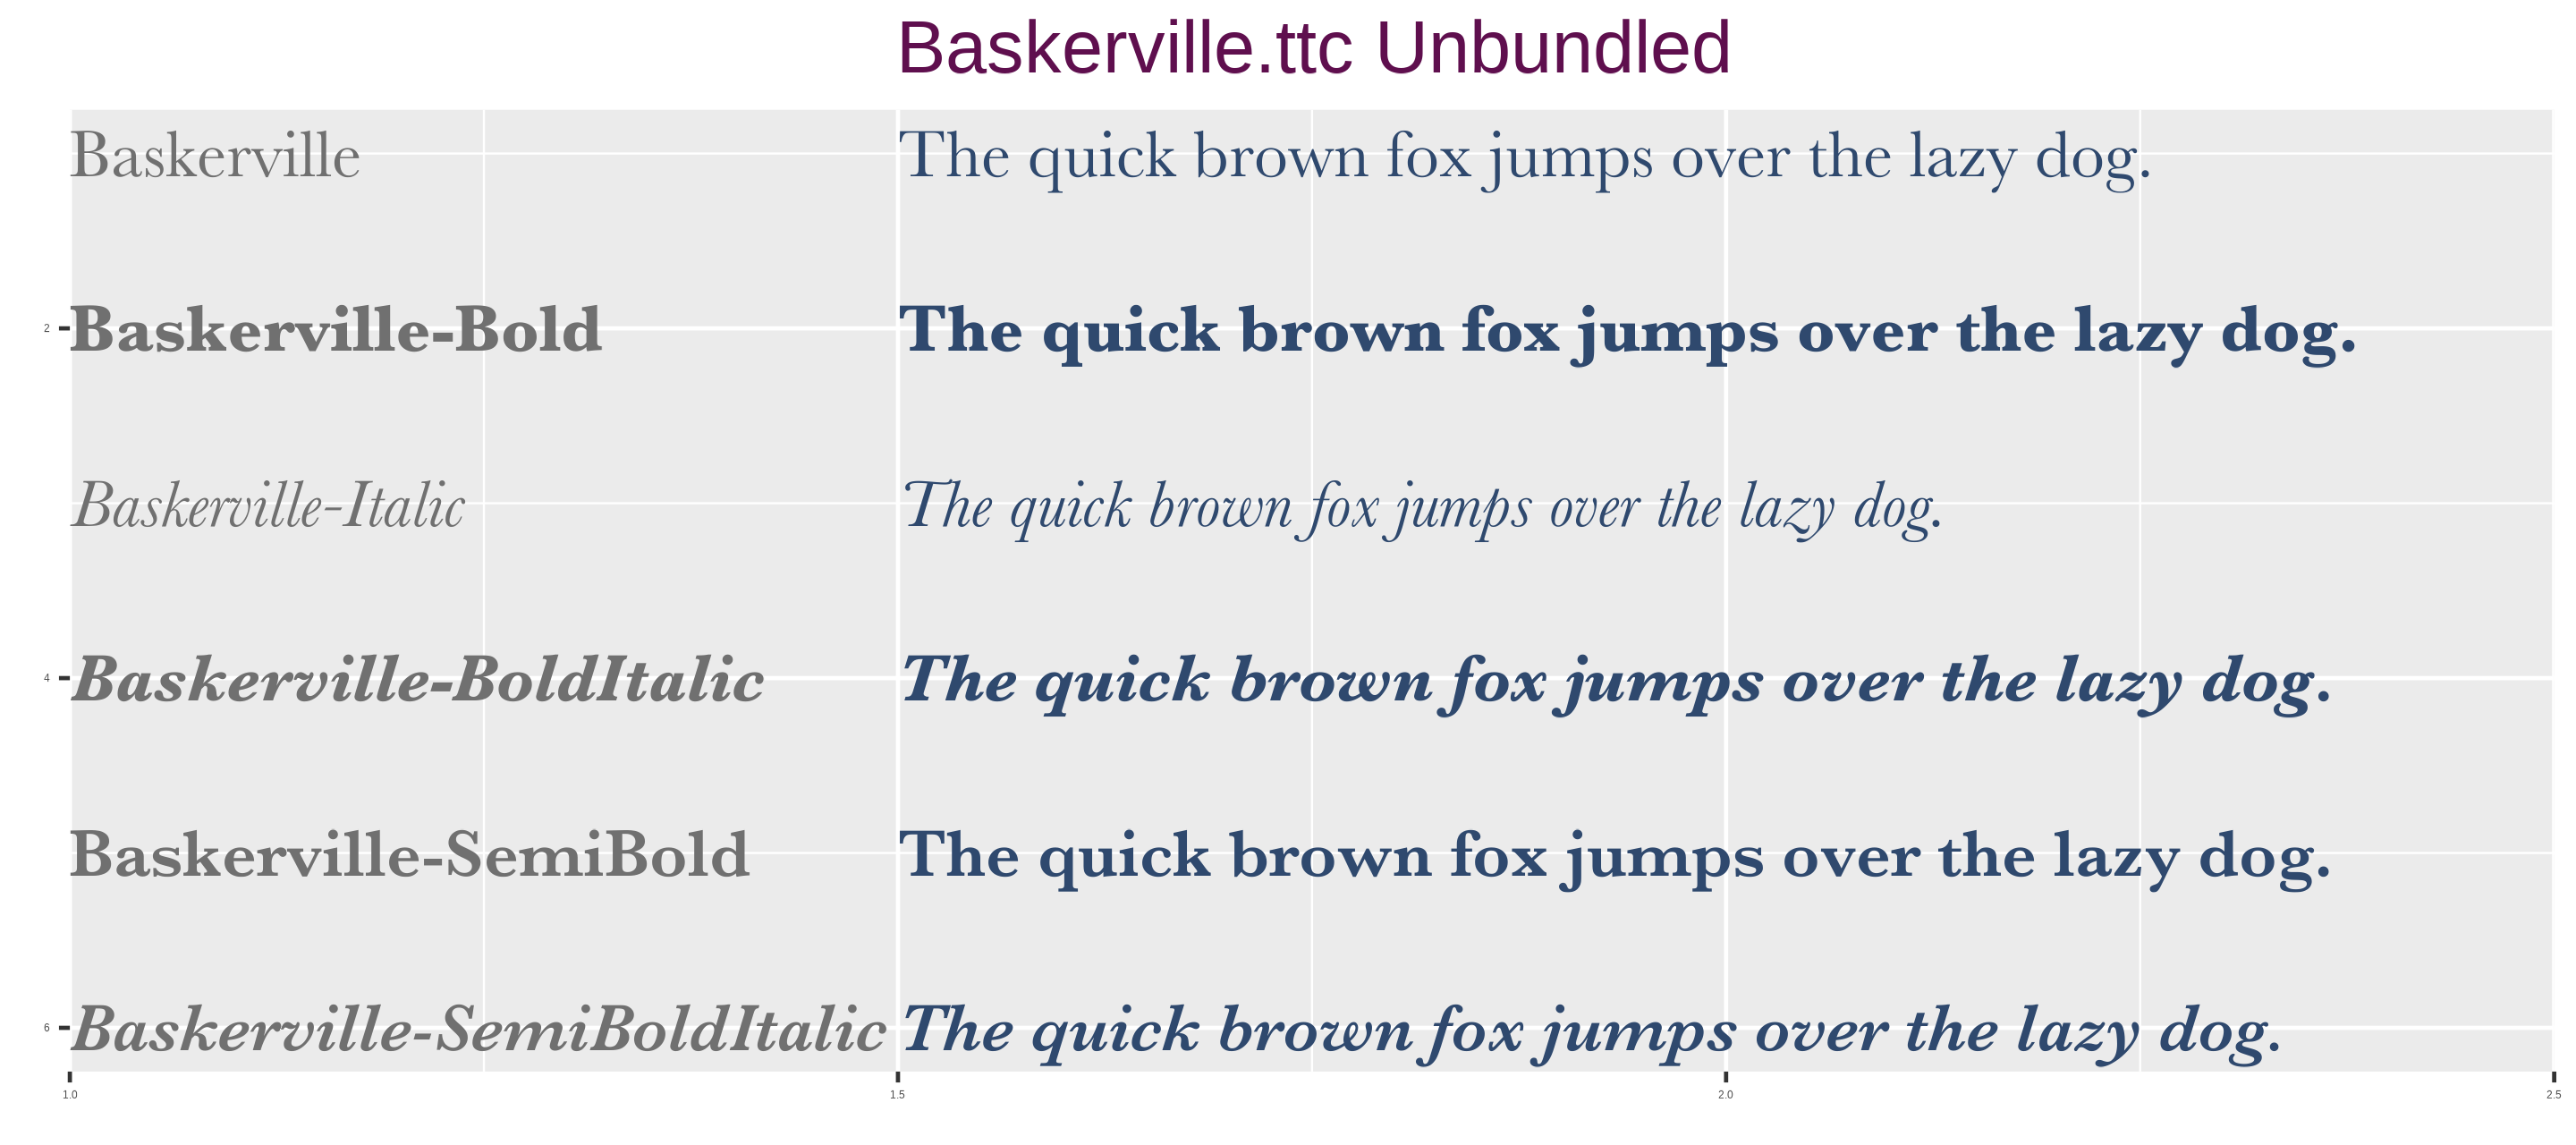 Baskerville.ttc Unbundled
Baskerville The quick brown fox jumps over the lazy dog.
2 Baskerville-Bold The quick brown fox jumps over the lazy dog.
Baskerville-Italic The quick brown fox jumps over the lazy dog.
4 Baskerville-BoldItalic The quick brown fox jumps over the lazy dog.
Baskerville-SemiBold The quick brown fox jumps over the lazy dog.
6 Baskerville-SemiBoldItalic The quick brown fox jumps over the lazy dog.
1.0 1.5 2.0 2.5